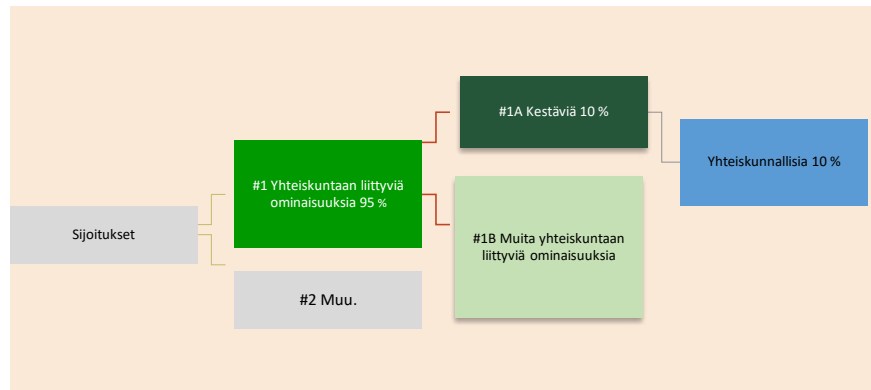 Sijoitukset
#1 Yhteiskuntaan liittyviä
ominaisuuksia 95 %
#2 Muu.
#1A Kestäviä 10 %
#1B Muita yhteiskuntaan
liittyviä ominaisuuksia
Yhteiskunnallisia 10 %